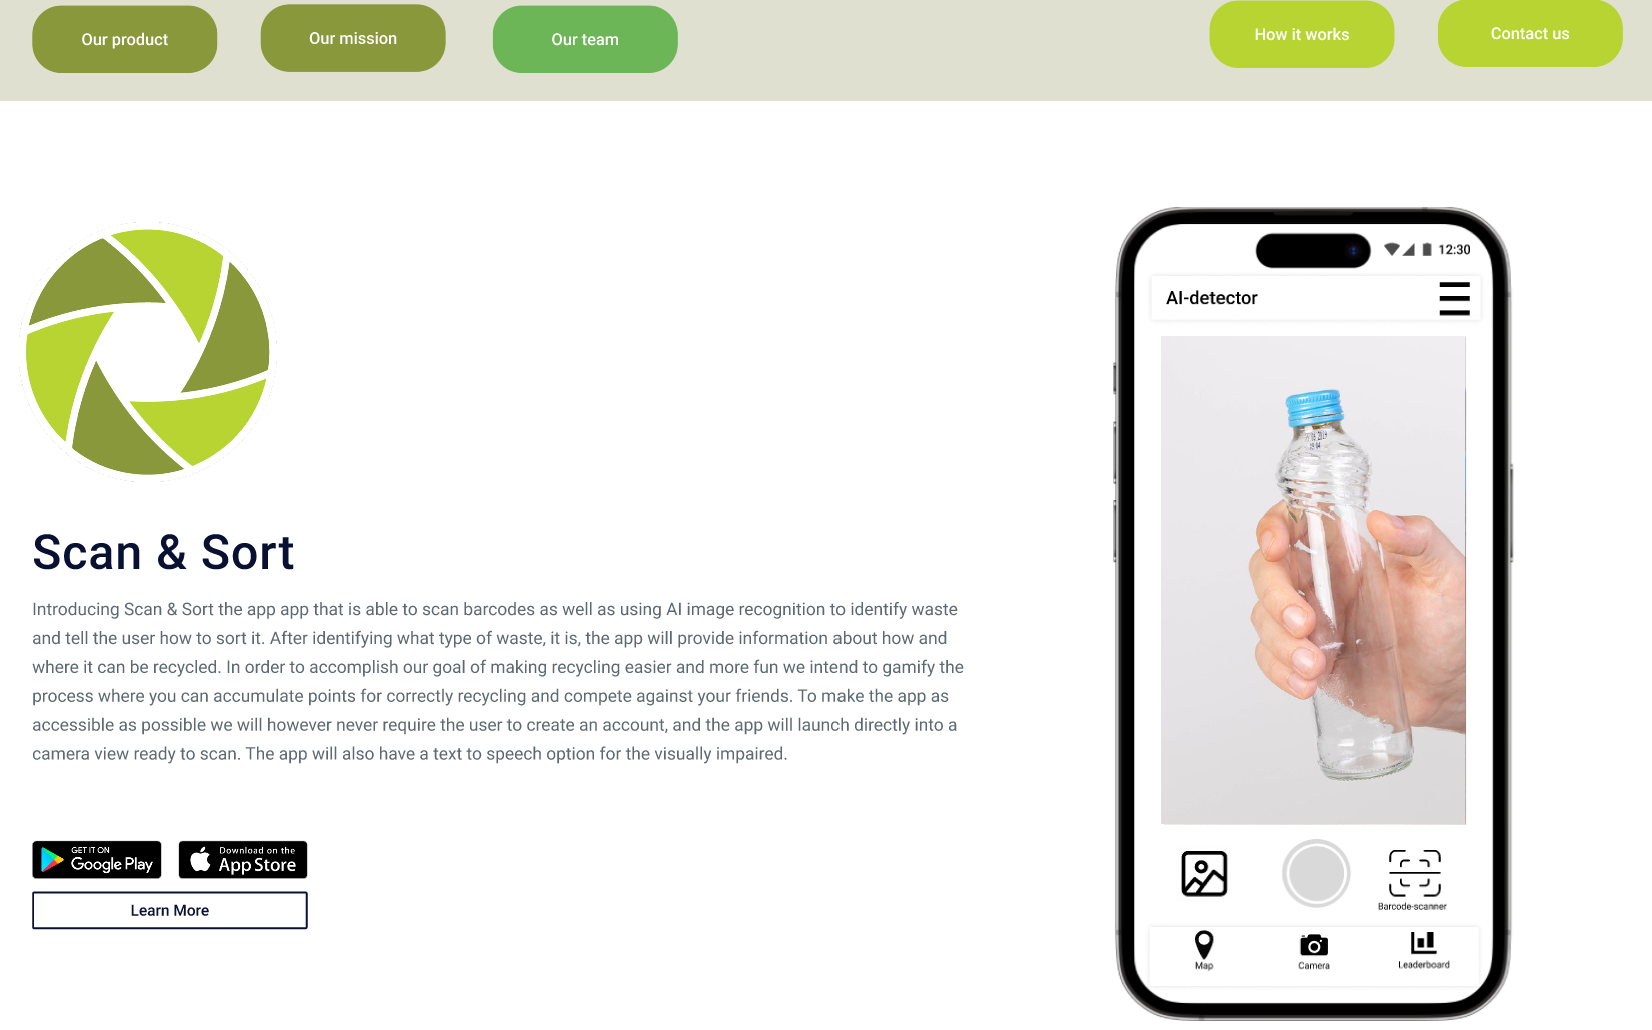 Our product
Our mission
Our team
How it works
Contact us
Scan & Sort
Introducing Scan & Sort the app app that is able to scan barcodes as well as using AI image recognition to identify waste
and tell the user how to sort it. After identifying what type of waste, it is, the app will provide information about how and
where it can be recycled. In order to accomplish our goal of making recycling easier and more fun we intend to gamify the
process where you can accumulate points for correctly recycling and compete against your friends. To make the app as
accessible as possible we will however never require the user to create an account, and the app will launch directly into a
camera view ready to scan. The app will also have a text to speech option for the visually impaired.
GET IT ON
Google Play
Download on the
App Store
Learn More
12:30
AI-detector
Barcode-scanner
Map
Camera
Leaderboard